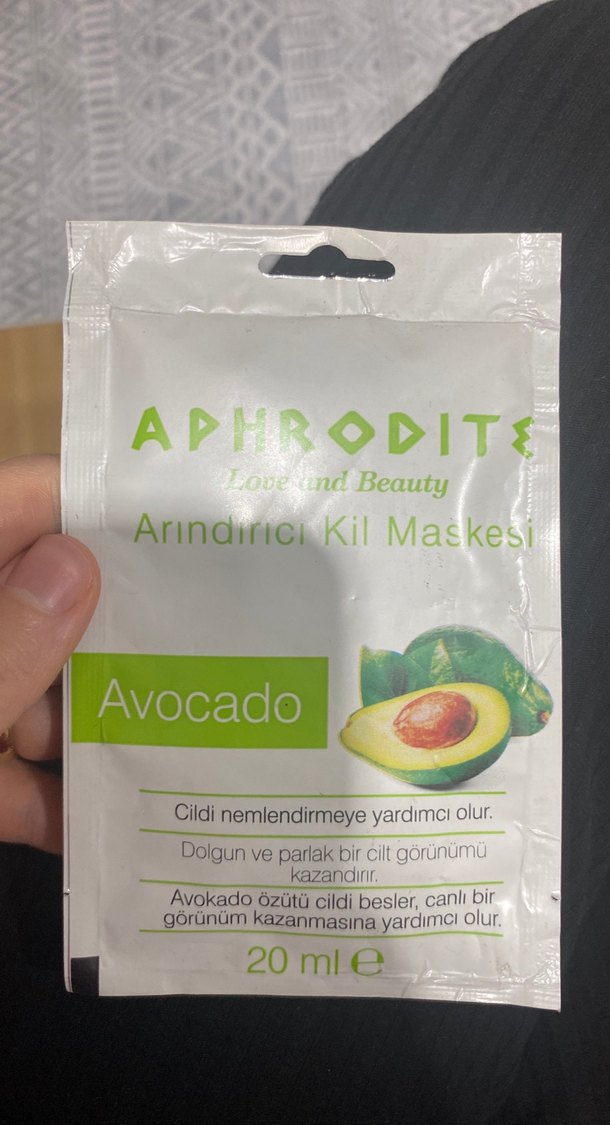 APHRODITE
Love and Beauty
Arındırıcı Kil Maskesi
Avocado
Cildi nemlendirmeye yardımcı olur.
Dolgun ve parlak bir cilt görünümü
kazandırır.
Avokado özütü cildi besler, canlı bir
görünüm kazanmasına yardımcı olur.
20 ml ℮